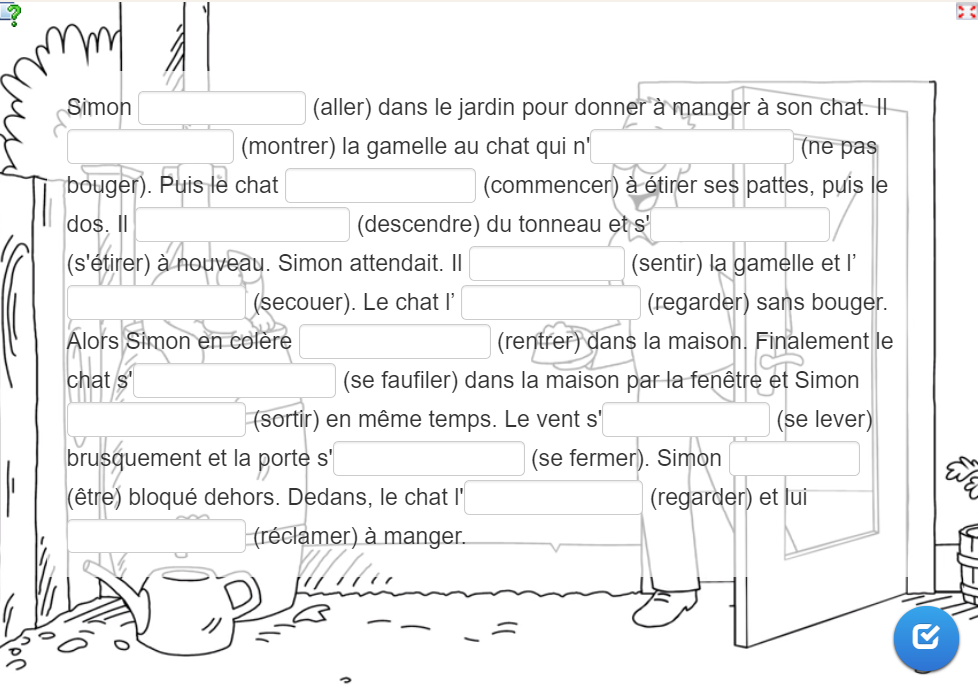 Simon (aller) dans le jardin pour donner à manger à son chat. Il
(montrer) la gamelle au chat qui n' (ne pas
bouger). Puis le chat (commencer) à étirer ses pattes, puis le
dos. Il (descendre) du tonneau et s'
(s'étirer) à nouveau. Simon attendait. Il (sentir) la gamelle et l’
(secouer). Le chat l’ (regarder) sans bouger.
Alors Simon en colère (rentrer) dans la maison. Finalement le
chat s' (se faufiler) dans la maison par la fenêtre et Simon
(sortir) en même temps. Le vent s' (se lever)
brusquement et la porte s' (se fermer). Simon
(être) bloqué dehors. Dedans, le chat l' (regarder) et lui
(réclamer) à manger.